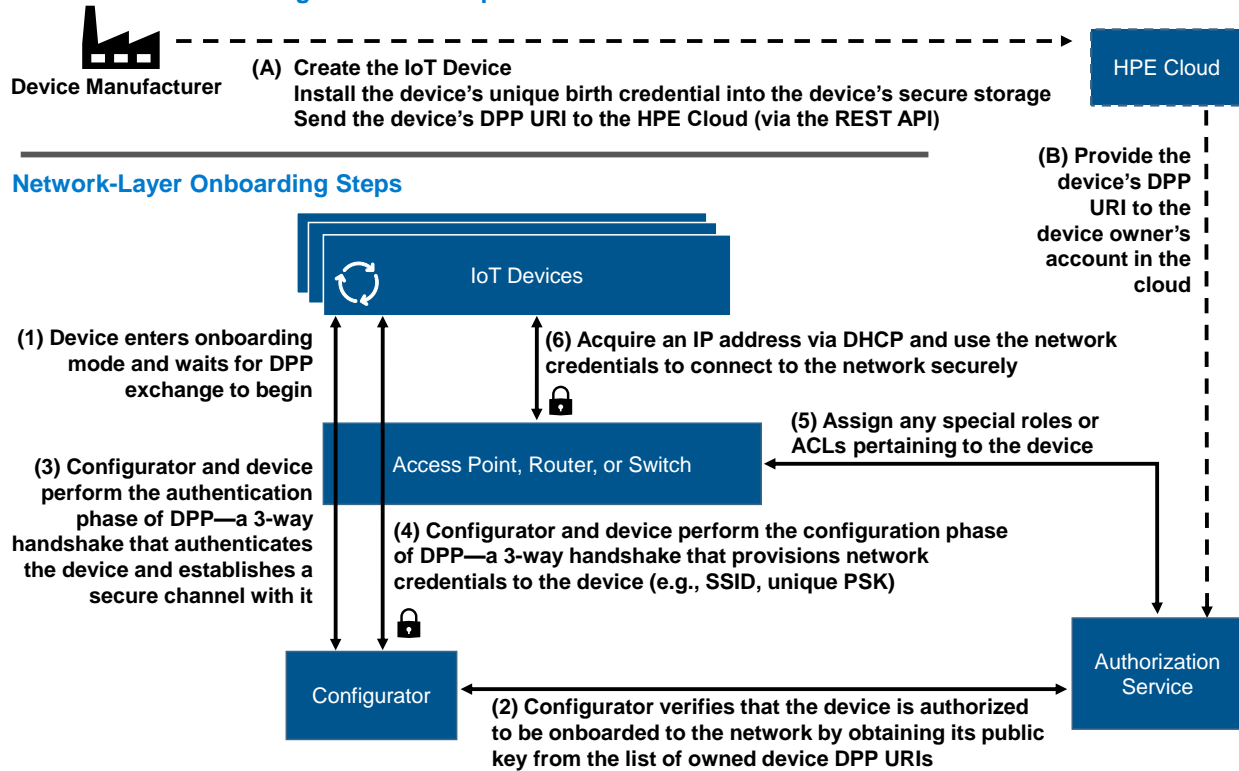 Device Manufacturer
(A) Create the IoT Device
Install the device's unique birth credential into the device's secure storage
Send the device's DPP URI to the HPE Cloud (via the REST API)
HPE Cloud
(B) Provide the
device's DPP
URI to the
device owner's
account in the
cloud
Network-Layer Onboarding Steps
IoT Devices
(1) Device enters onboarding
mode and waits for DPP
exchange to begin
(6) Acquire an IP address via DHCP and use the network
credentials to connect to the network securely
(5) Assign any special roles or
ACLs pertaining to the device
Access Point, Router, or Switch
(3) Configurator and device
perform the authentication
phase of DPP—a 3-way
handshake that authenticates
the device and establishes a
secure channel with it
(4) Configurator and device perform the configuration phase
of DPP—a 3-way handshake that provisions network
credentials to the device (e.g., SSID, unique PSK)
Configurator
Authorization
Service
(2) Configurator verifies that the device is authorized
to be onboarded to the network by obtaining its public
key from the list of owned device DPP URIs